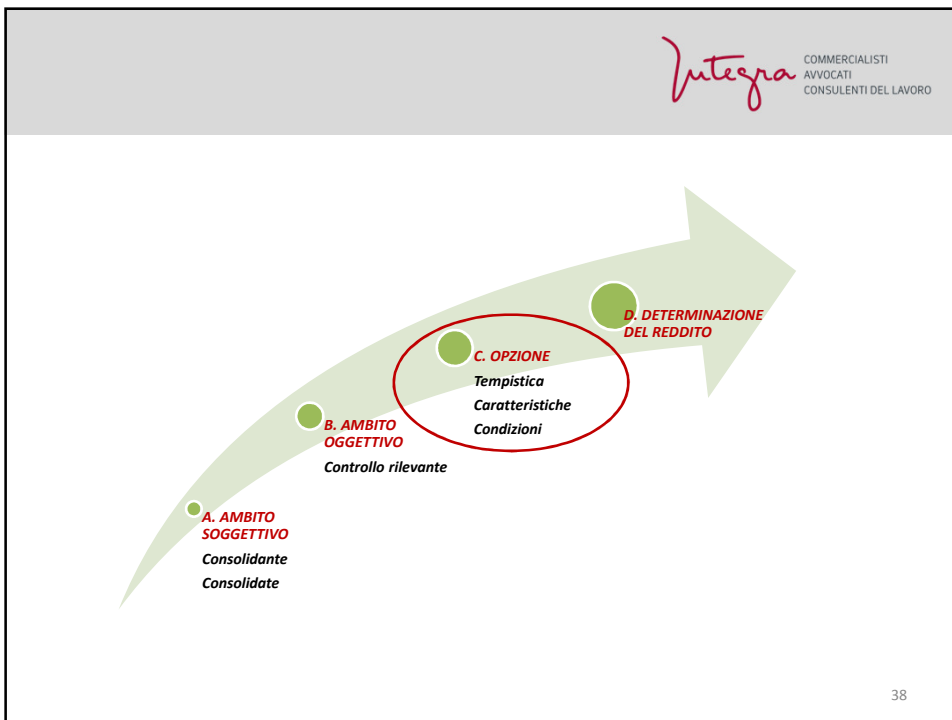 Integra
COMMERCIALISTI
AVVOCATI
CONSULENTI DEL LAVORO
D. DETERMINAZIONE
DEL REDDITO
C. OPZIONE
Tempistica
Caratteristiche
Condizioni
B. AMBITO
OGGETTIVO
Controllo rilevante
A. AMBITO
SOGGETTIVO
Consolidante
Consolidate
38